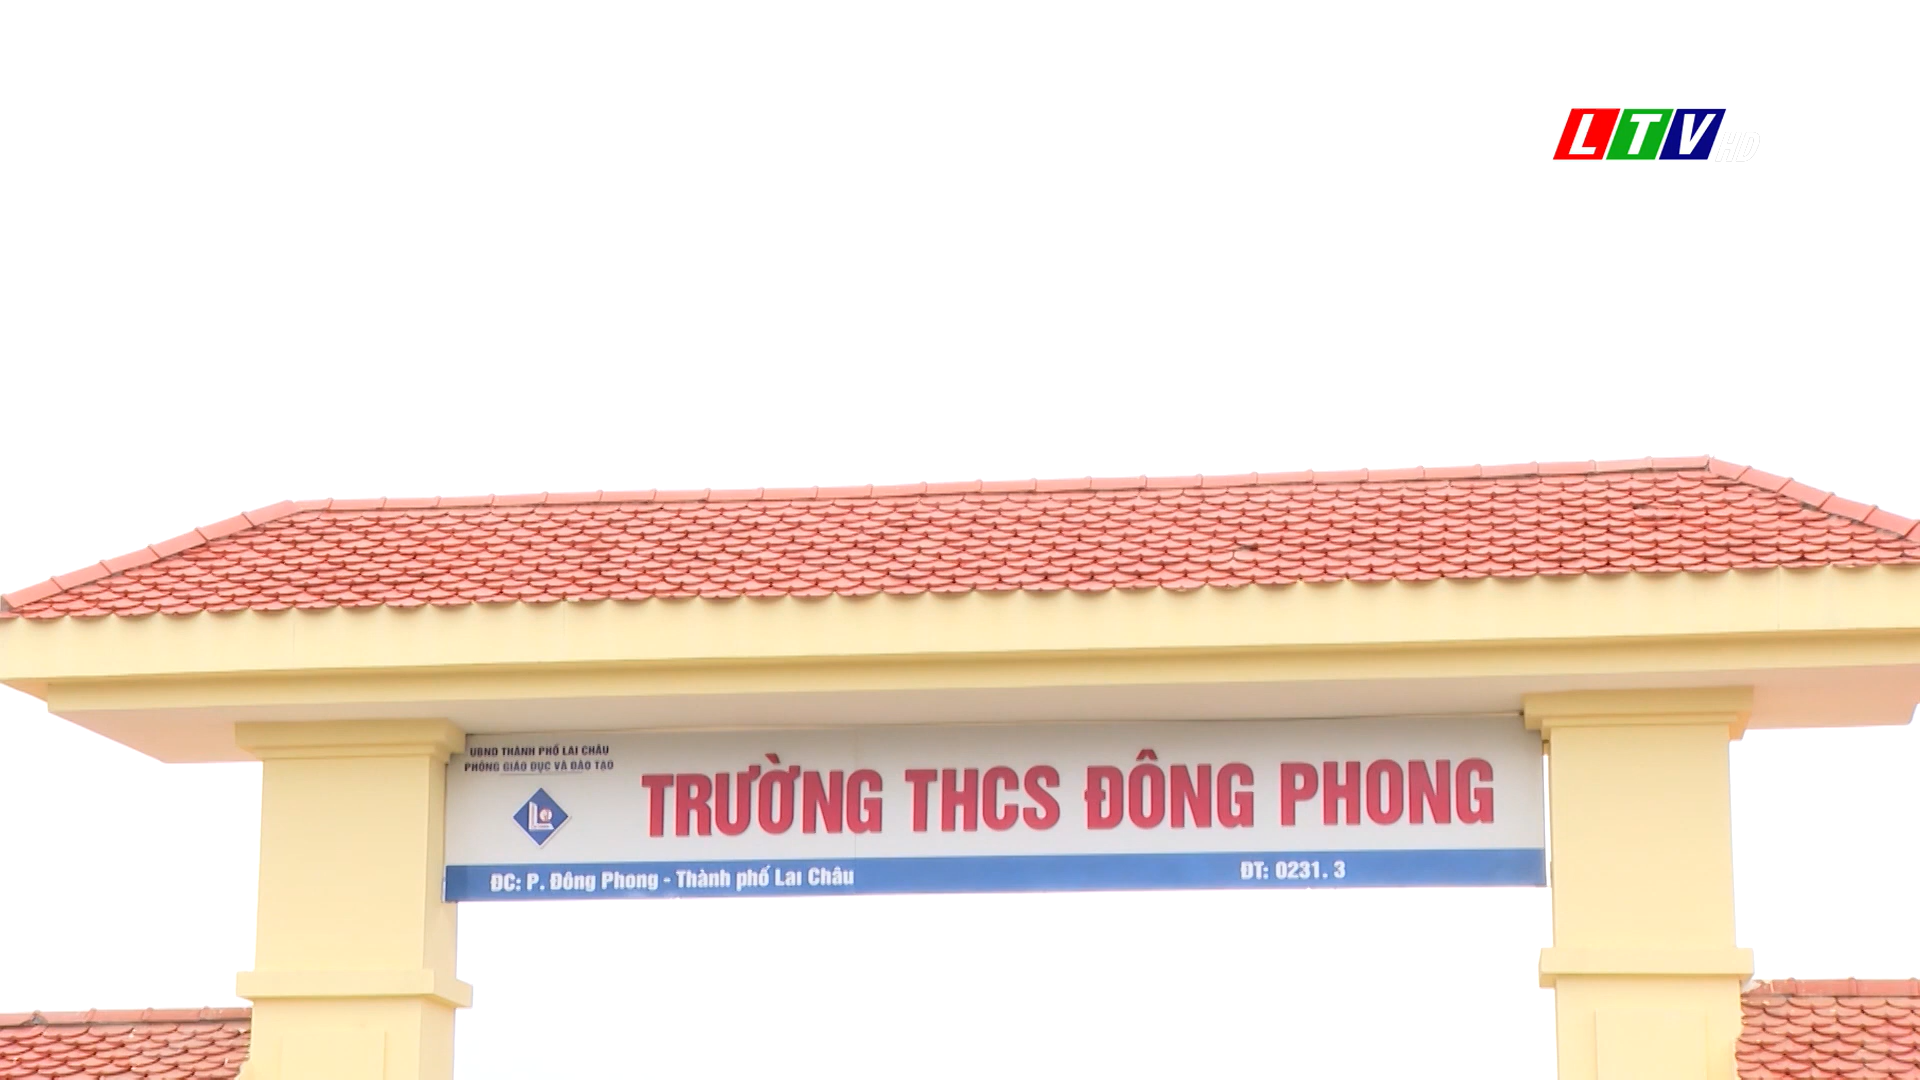 LTV HD
UBND THÀNH PHỐ LAI CHÂU
PHÒNG GIÁO DỤC VÀ ĐÀO TẠO
TRƯỜNG THCS ĐÔNG PHONG
ĐC: P. Đông Phong - Thành phố Lai Châu
ĐT: 0231. 3